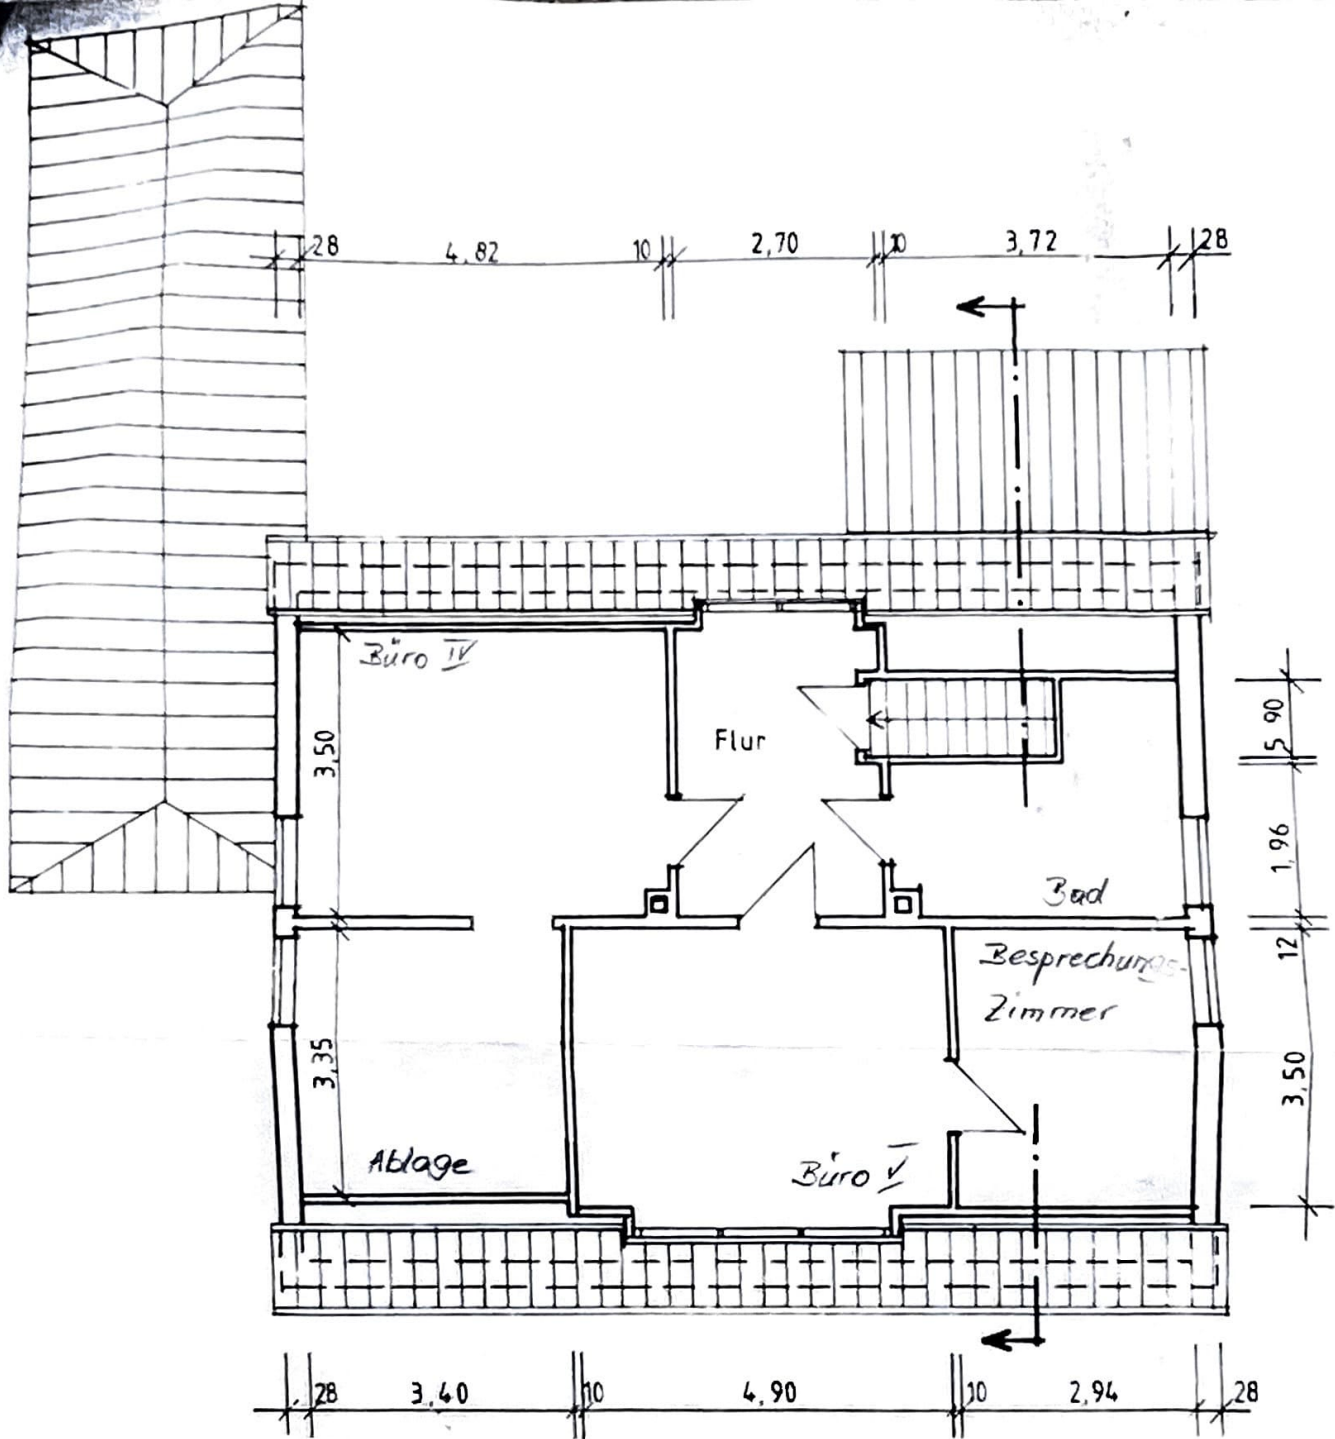 28 4,82 10 2,70 10 3,72 28
Büro IV
3,50
Flur
90
5
1,96
Bad
12
Besprechungs-
Zimmer
3,35
3,50
Ablage
Büro V
28 3,40 10 4,90 10 2,94 28